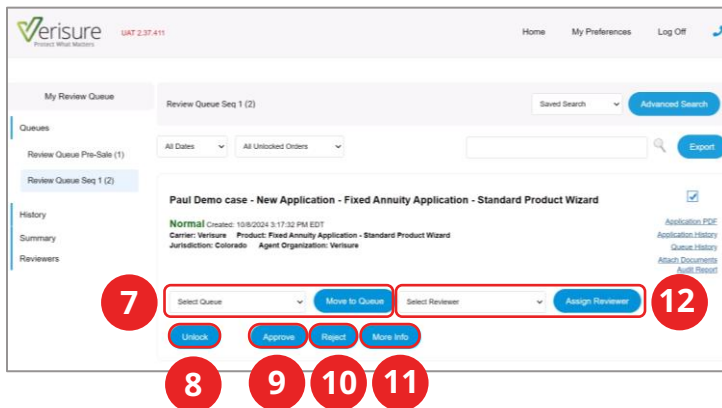 Verisure
Protect What Matters
UAT 2.37.411
Home My Preferences Log Off
My Review Queue
Review Queue Seq 1 (2)
Saved Search Advanced Search
Queues
Review Queue Pre-Sale (1)
All Dates All Unlocked Orders Export
Review Queue Seq 1 (2)
Paul Demo case - New Application - Fixed Annuity Application - Standard Product Wizard
History
Normal Created: 10/8/2024 3:17:32 PM EDT
Application PDF
Summary
Carrier: Verisure Product: Fixed Annuity Application - Standard Product Wizard
Application History
Jurisdiction: Colorado Agent Organization: Verisure
Queue History
Reviewers
Attach Documents
Audit Report
7 Select Queue Move to Queue Select Reviewer Assign Reviewer 12
Unlock Approve Reject More Info
8 9 10 11